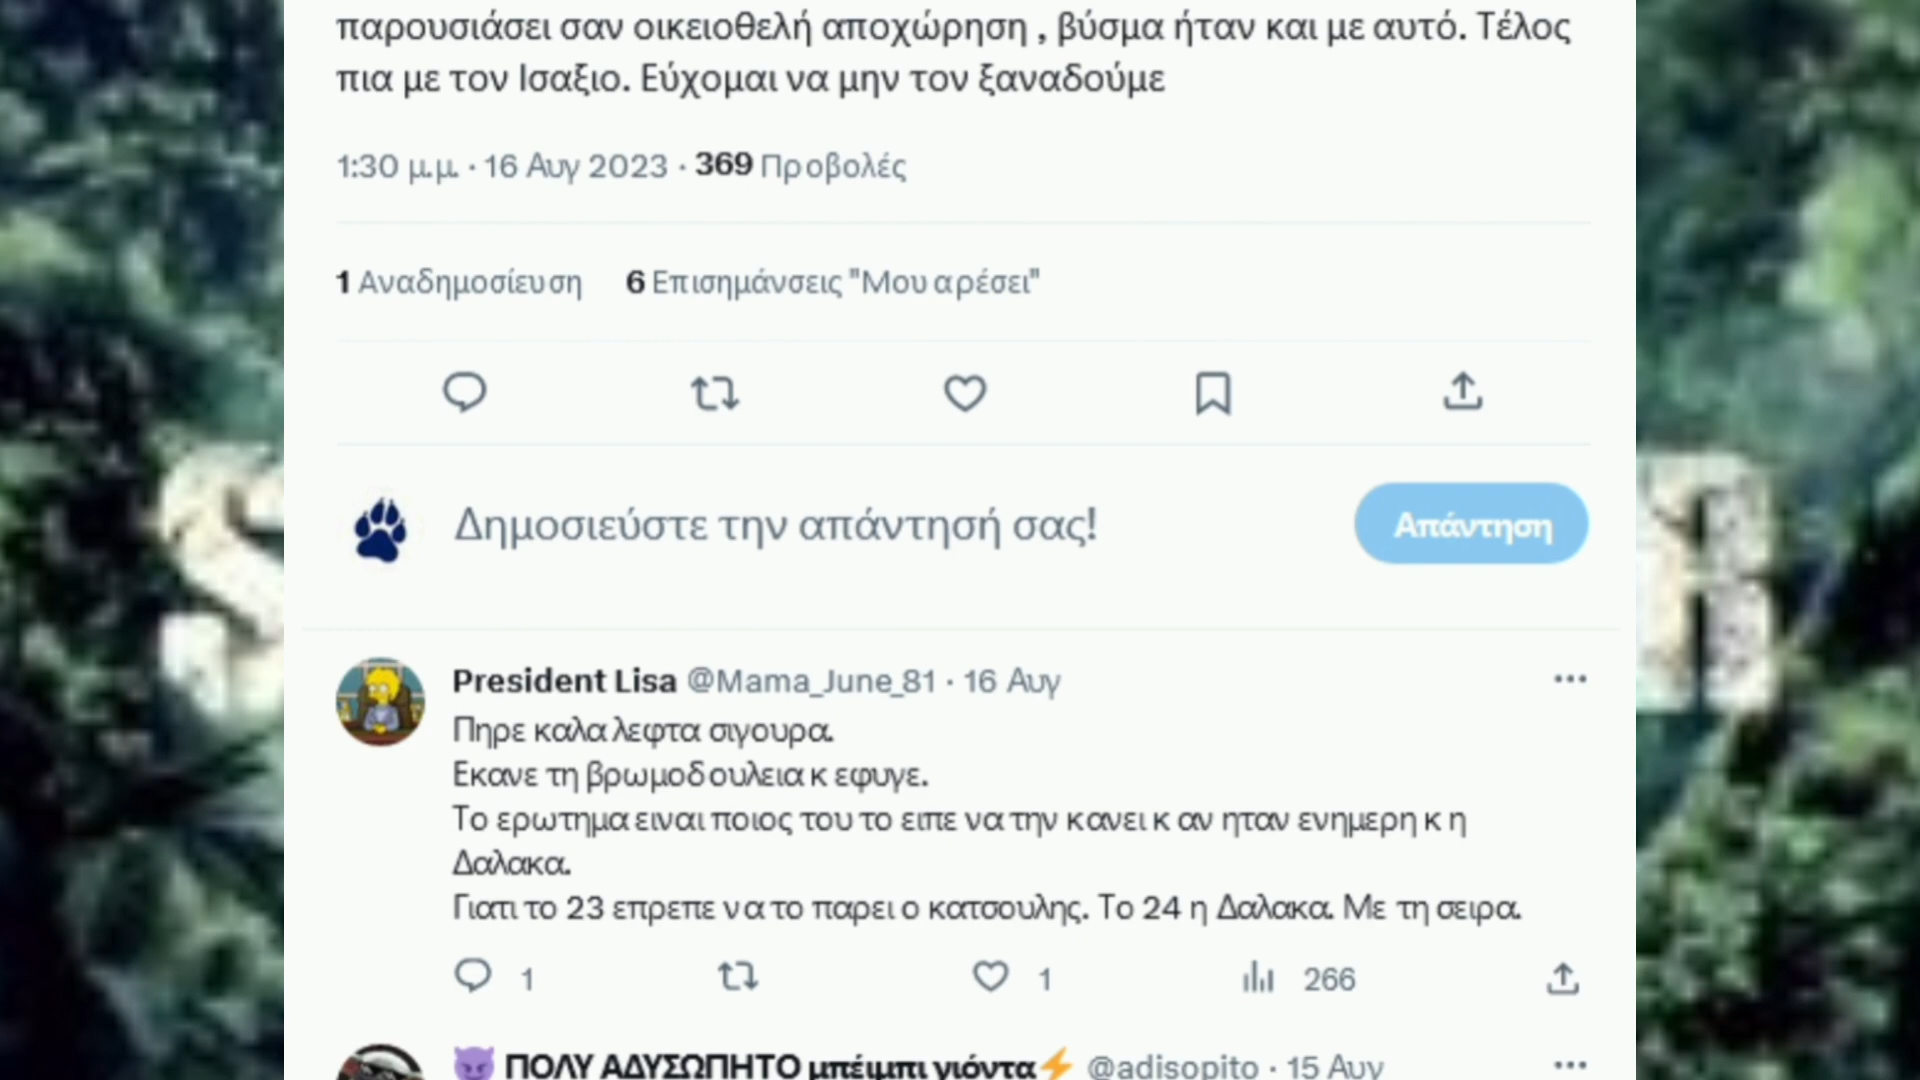 παρουσιάσει σαν οικειοθελή αποχώρηση , βύσμα ήταν και με αυτό. Τέλος
πια με τον Ισαξιο. Εύχομαι να μην τον ξαναδούμε
1:30 μ.μ. · 16 Αυγ 2023 · 369 Προβολές
1 Αναδημοσίευση 6 Επισημάνσεις "Μου αρέσει"
Δημοσιεύστε την απάντησή σας!
Απάντηση
S
R
President Lisa @Mama_June_81 · 16 Αυγ
Πηρε καλα λεφτα σιγουρα.
Εκανε τη βρωμοδουλεια κ εφυγε.
Το ερωτημα ειναι ποιος του το ειπε να την κανει κ αν ηταν ενημερη κ η
Δαλακα.
Γιατι το 23 επρεπε να το παρει ο κατσουλης. Το 24 η Δαλακα. Με τη σειρα.
1 1 266
😈 ΠΟΛΥ ΑΔΥΣΩΠΗΤΟ μπέιμπι γιόντα⚡ @adisopito · 15 Αυγ